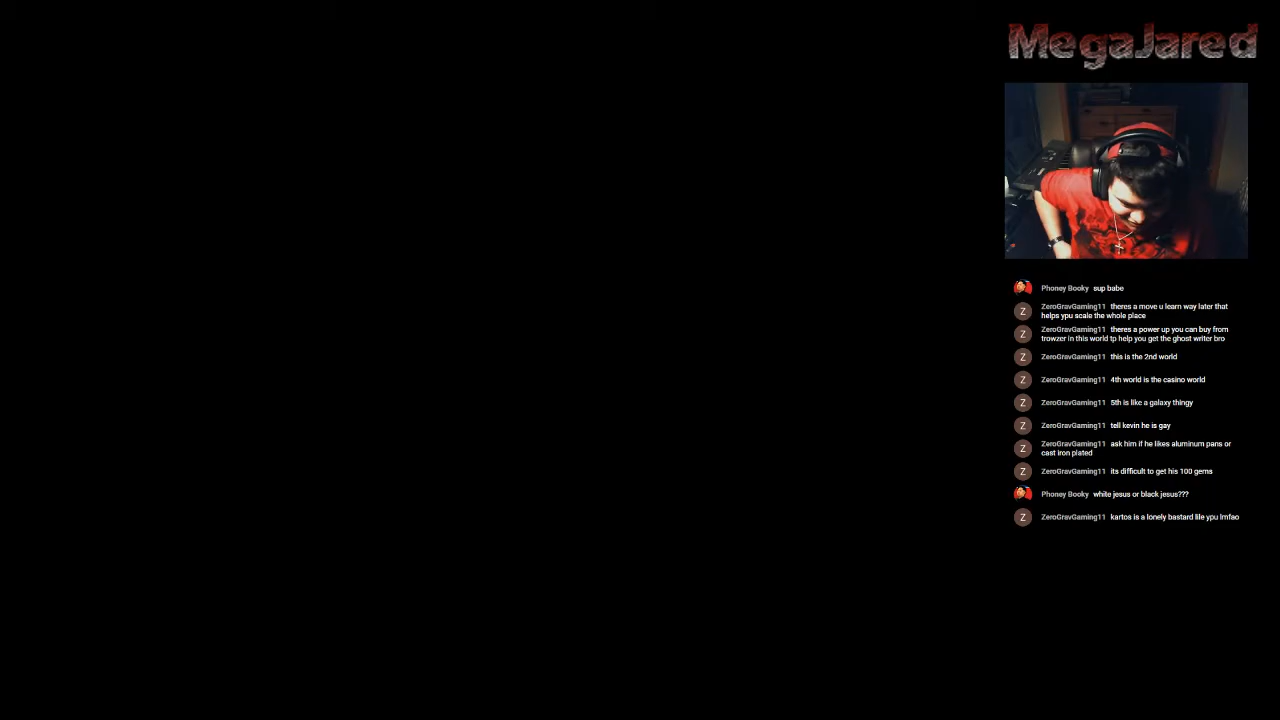 MegaJared
Phoney Booky sup babe
ZeroGravGaming11 theres a move u learn way later that
helps ypu scale the whole place
ZeroGravGaming11 theres a power up you can buy from
trowzer in this world tp help you get the ghost writer bro
ZeroGravGaming11 this is the 2nd world
ZeroGravGaming11 4th world is the casino world
ZeroGravGaming11 5th is like a galaxy thingy
ZeroGravGaming11 tell kevin he is gay
ZeroGravGaming11 ask him if he likes aluminum pans or
cast iron plated
ZeroGravGaming11 its difficult to get his 100 gems
Phoney Booky white jesus or black jesus???
ZeroGravGaming11 kartos is a lonely bastard lile ypu lmfao
Z
Z
Z
Z
Z
Z
Z
Z
Z